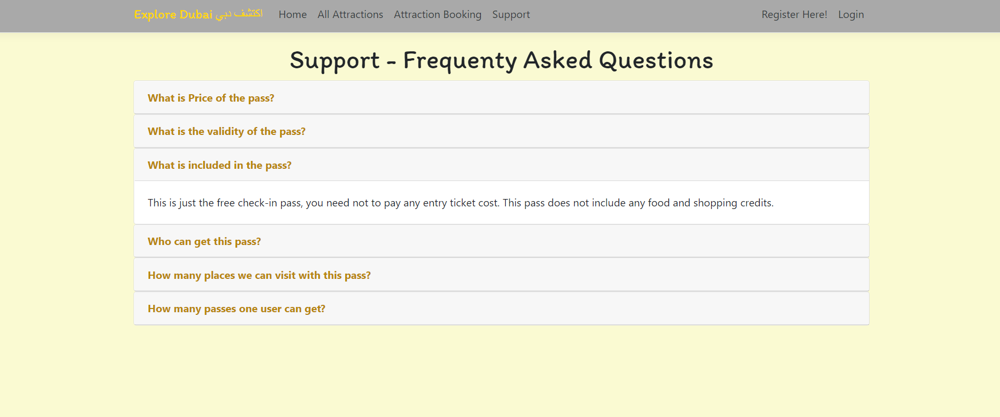 Explore Dubai اكتشف دبي Home All Attractions Attraction Booking Support Register Here! Login
Support - Frequenty Asked Questions
What is Price of the pass?
What is the validity of the pass?
What is included in the pass?
This is just the free check-in pass, you need not to pay any entry ticket cost. This pass does not include any food and shopping credits.
Who can get this pass?
How many places we can visit with this pass?
How many passes one user can get?